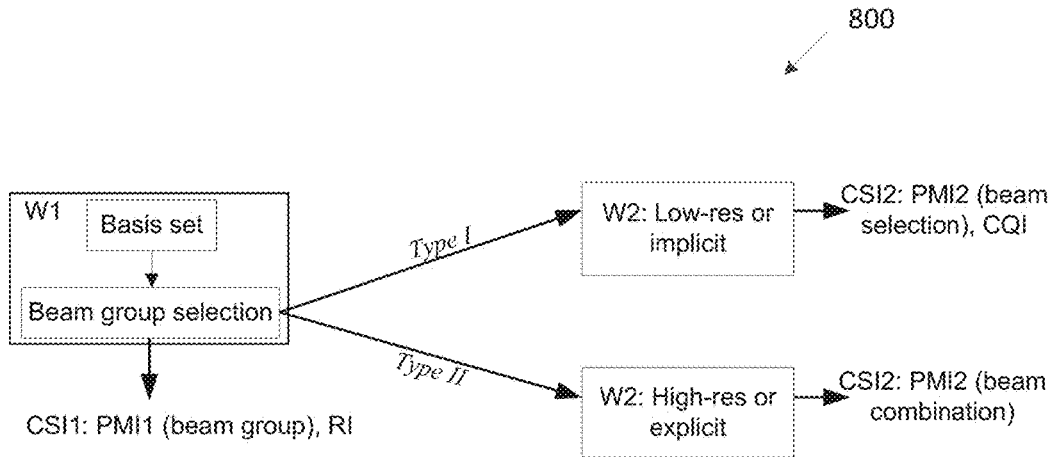 800
W1
Basis set
Beam group selection
CSI1: PMI1 (beam group), RI
Type I
W2: Low-res or
implicit
CSI2: PMI2 (beam
selection), CQI
Type II
W2: High-res or
explicit
CSI2: PMI2 (beam
combination)